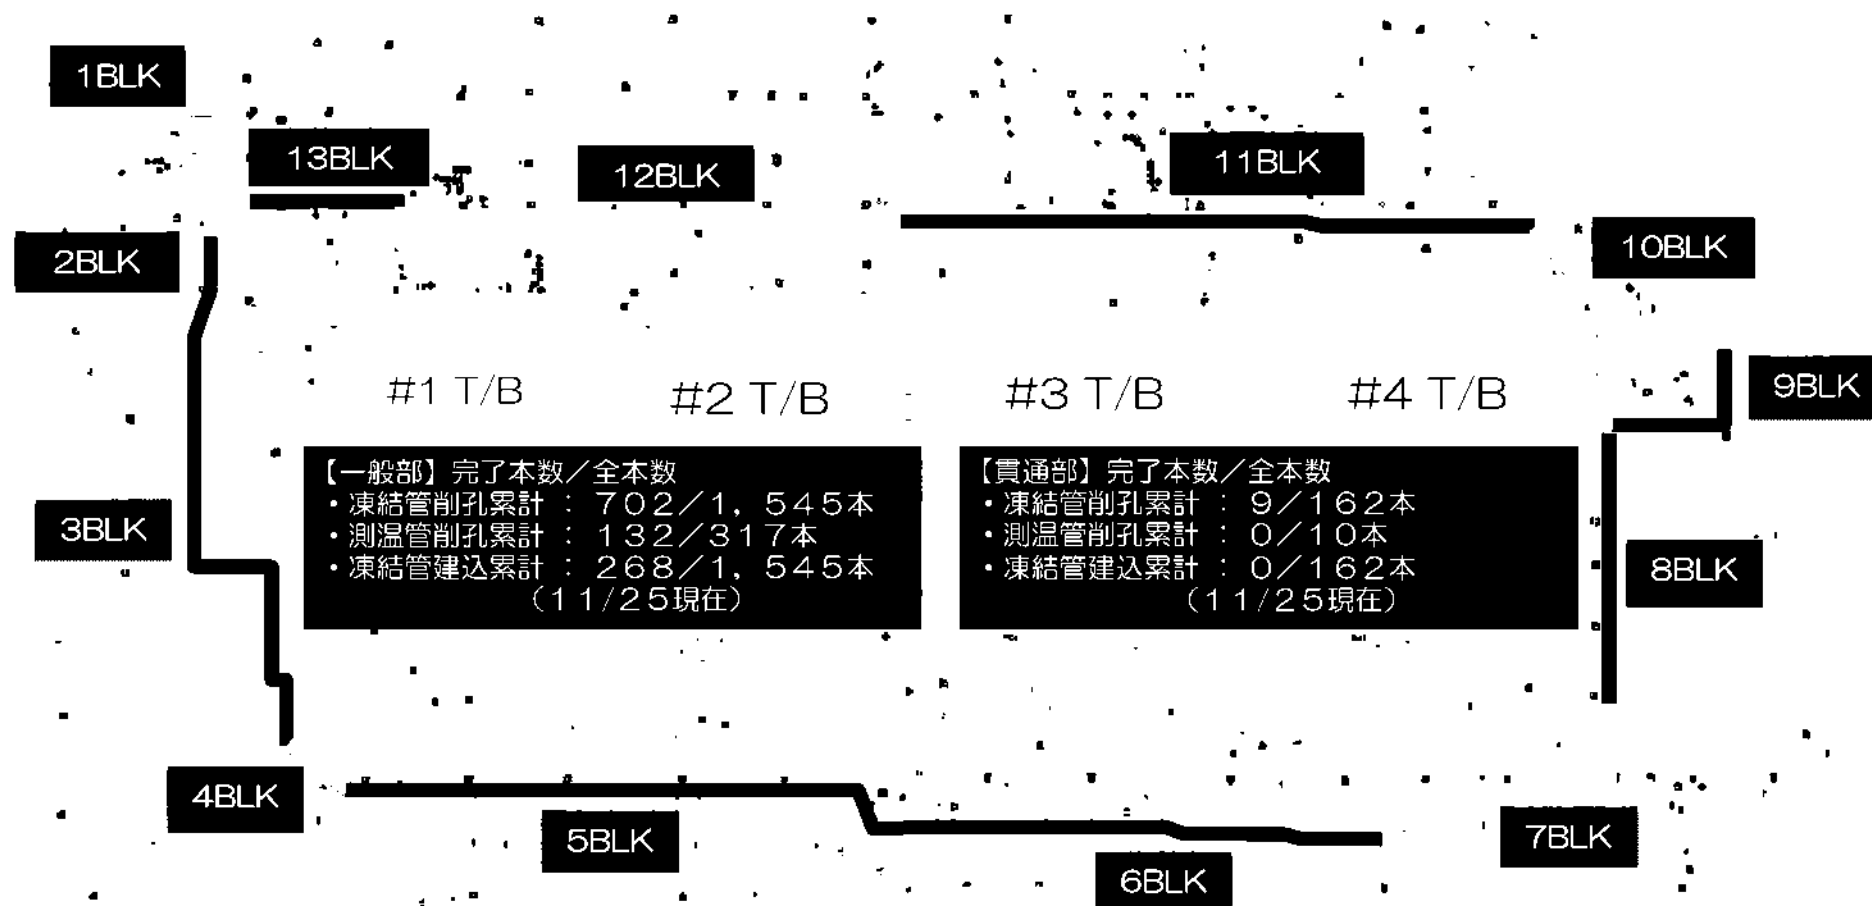 1BLK
13BLK
12BLK
11BLK
2BLK
10BLK
#1 T/B
#2 T/B
#3 T/B
#4 T/B
9BLK
【一般部】完了本数／全本数
・凍結管削孔累計：７０２／１，５４５本
・測温管削孔累計：１３２／３１７本
・凍結管建込累計：２６８／１，５４５本
（１１／２５現在）
【貫通部】完了本数／全本数
・凍結管削孔累計：９／１６２本
・測温管削孔累計：０／１０本
・凍結管建込累計：０／１６２本
（１１／２５現在）
3BLK
8BLK
4BLK
5BLK
6BLK
7BLK